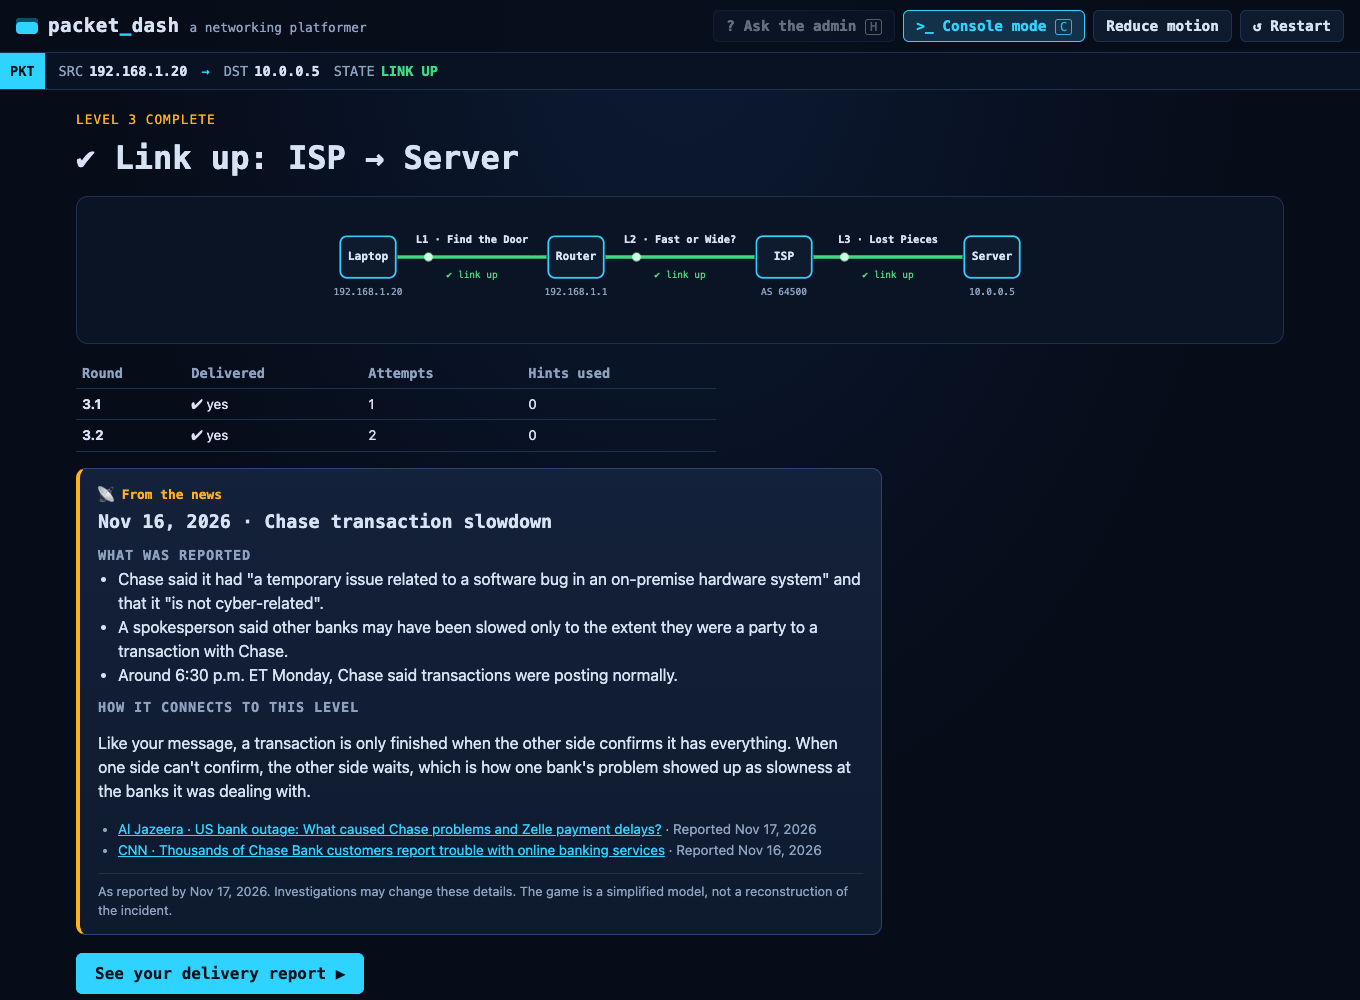 packet_dash a networking platformer
? Ask the admin H
>_ Console mode C
Reduce motion
↺ Restart
PKT SRC 192.168.1.20 → DST 10.0.0.5 STATE LINK UP
LEVEL 3 COMPLETE
✔ Link up: ISP → Server
L1 · Find the Door L2 · Fast or Wide? L3 · Lost Pieces
Laptop Router ISP Server
✔ link up ✔ link up ✔ link up
192.168.1.20 192.168.1.1 AS 64500 10.0.0.5
Round Delivered Attempts Hints used
3.1 ✔ yes 1 0
3.2 ✔ yes 2 0
From the news
Nov 16, 2026 · Chase transaction slowdown
WHAT WAS REPORTED
• Chase said it had "a temporary issue related to a software bug in an on-premise hardware system" and
that it "is not cyber-related".
• A spokesperson said other banks may have been slowed only to the extent they were a party to a
transaction with Chase.
• Around 6:30 p.m. ET Monday, Chase said transactions were posting normally.
HOW IT CONNECTS TO THIS LEVEL
Like your message, a transaction is only finished when the other side confirms it has everything. When
one side can't confirm, the other side waits, which is how one bank's problem showed up as slowness at
the banks it was dealing with.
• Al Jazeera · US bank outage: What caused Chase problems and Zelle payment delays? · Reported Nov 17, 2026
• CNN · Thousands of Chase Bank customers report trouble with online banking services · Reported Nov 16, 2026
As reported by Nov 17, 2026. Investigations may change these details. The game is a simplified model, not a reconstruction of
the incident.
See your delivery report ▶